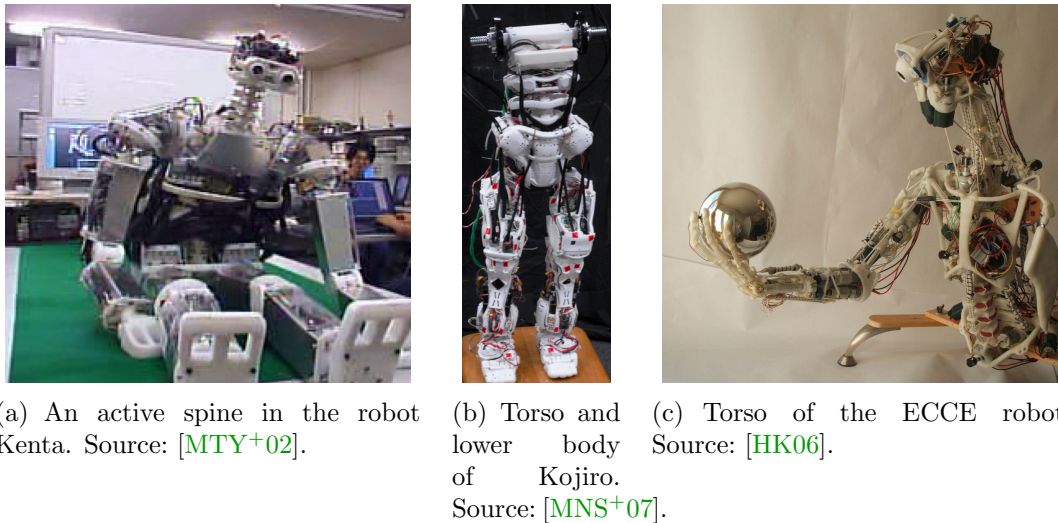 (a) An active spine in the robot
Kenta. Source: [MTY+02].
(b) Torso and
lower body
of Kojiro.
Source: [MNS+07].
(c) Torso of the ECCE robot
Source: [HK06].